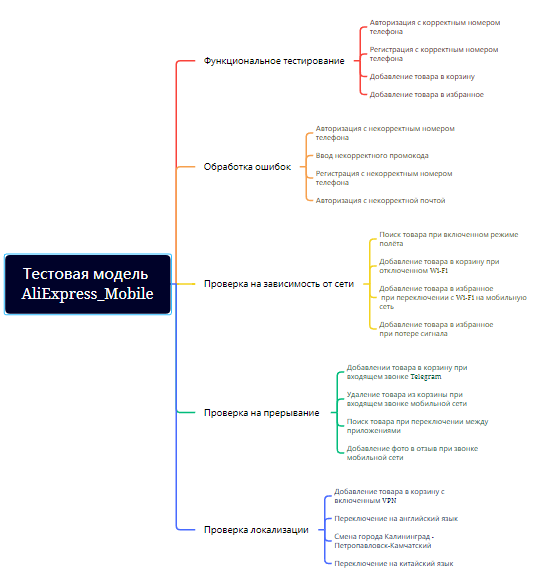 Тестовая модель
AliExpress_Mobile
Функциональное тестирование
Авторизация с корректным номером
телефона
Регистрация с корректным номером
телефона
Добавление товара в корзину
Добавление товара в избранное
Обработка ошибок
Авторизация с некорректным номером
телефона
Ввод некорректного промокода
Регистрация с некорректным номером
телефона
Авторизация с некорректной почтой
Проверка на зависимость от сети
Поиск товара при включенном режиме
полёта
Добавление товара в корзину при
отключенном Wi-Fi
Добавление товара в избранное
при переключении с Wi-Fi на мобильную
сеть
Добавление товара в избранное
при потере сигнала
Проверка на прерывание
Добавлении товара в корзину при
входящем звонке Telegram
Удаление товара из корзины при
входящем звонке мобильной сети
Поиск товара при переключении между
приложениями
Добавление фото в отзыв при звонке
мобильной сети
Проверка локализации
Добавление товара в корзину с
включенным VPN
Переключение на английский язык
Смена города Калининград -
Петропавловск-Камчатский
Переключение на китайский язык